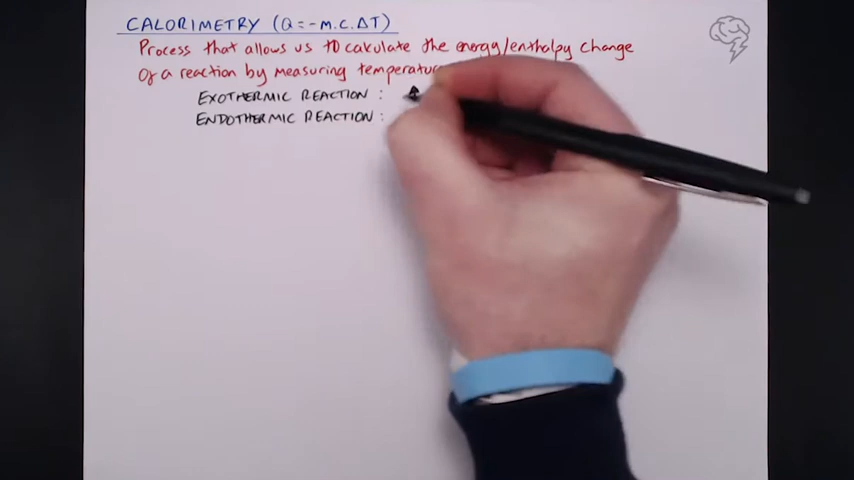 CALORIMETRY (Q = -M.C.ΔT)
Process that allows us to calculate the energy/enthalpy change
of a reaction by measuring temperature
EXOTHERMIC REACTION :
ENDOTHERMIC REACTION :